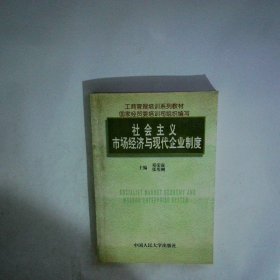 工商管理培训系列教材
国家经贸委培训司组织编写
社会主义
市场经济与现代企业制度
主编
SOCIALIST MARKET ECONOMY AND
MODERN ENTERPRISE SYSTEM
中国人民大学出版社